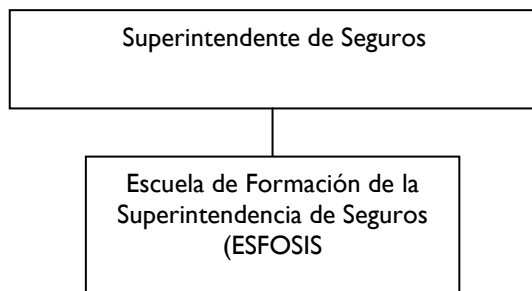 Superintendente de Seguros
Escuela de Formación de la
Superintendencia de Seguros
(ESFOSIS